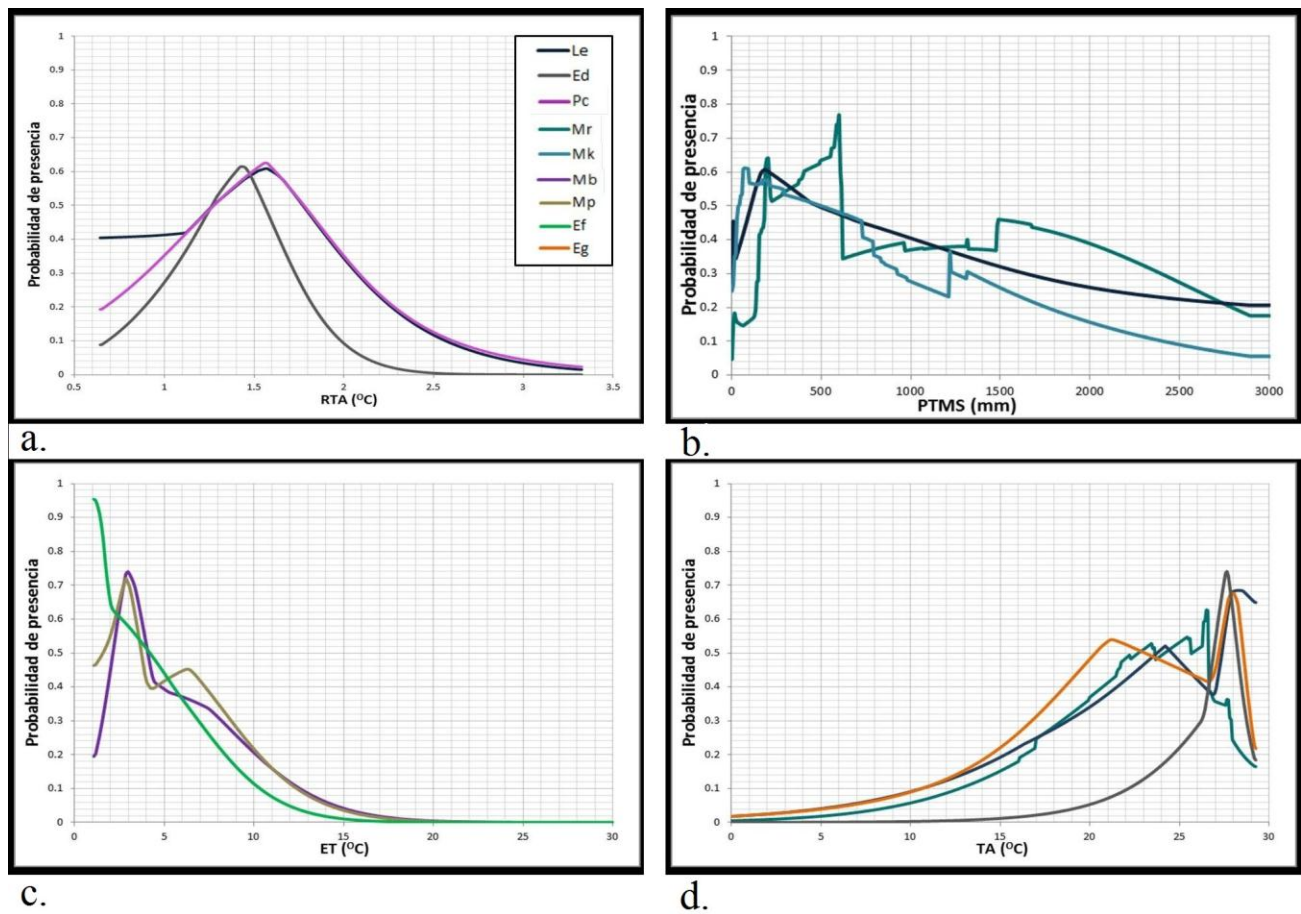 1
0.9
0.8
0.7
0.6
0.5
0.4
0.3
0.2
0.1
0
Probabilidad de presencia
0.5 1 1.5 2 2.5 3 3.5
RTA (ºC)
Le
Ed
Pc
Mr
Mk
Mb
Mp
Ef
Eg
a.
1
0.9
0.8
0.7
0.6
0.5
0.4
0.3
0.2
0.1
0
Probabilidad de presencia
0 500 1000 1500 2000 2500 3000
PTMS (mm)
b.
1
0.9
0.8
0.7
0.6
0.5
0.4
0.3
0.2
0.1
0
Probabilidad de presencia
0 5 10 15 20 25 30
ET (ºC)
c.
1
0.9
0.8
0.7
0.6
0.5
0.4
0.3
0.2
0.1
0
Probabilidad de presencia
0 5 10 15 20 25 30
TA (ºC)
d.